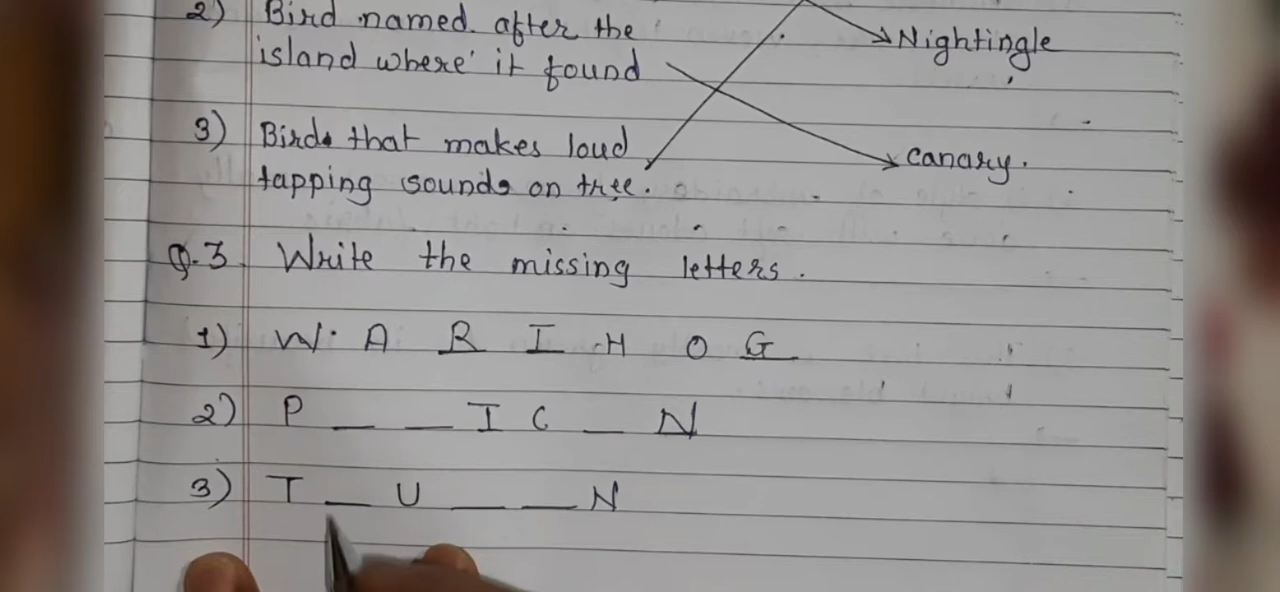 2) Bird named after the
island where it found
Nightingle
3) Birds that makes loud
tapping sounds on tree.
canary.
Q.3 Write the missing letters.
1) W A R I H O G
2) P _ _ I C _ N
3) T _ U _ _ N